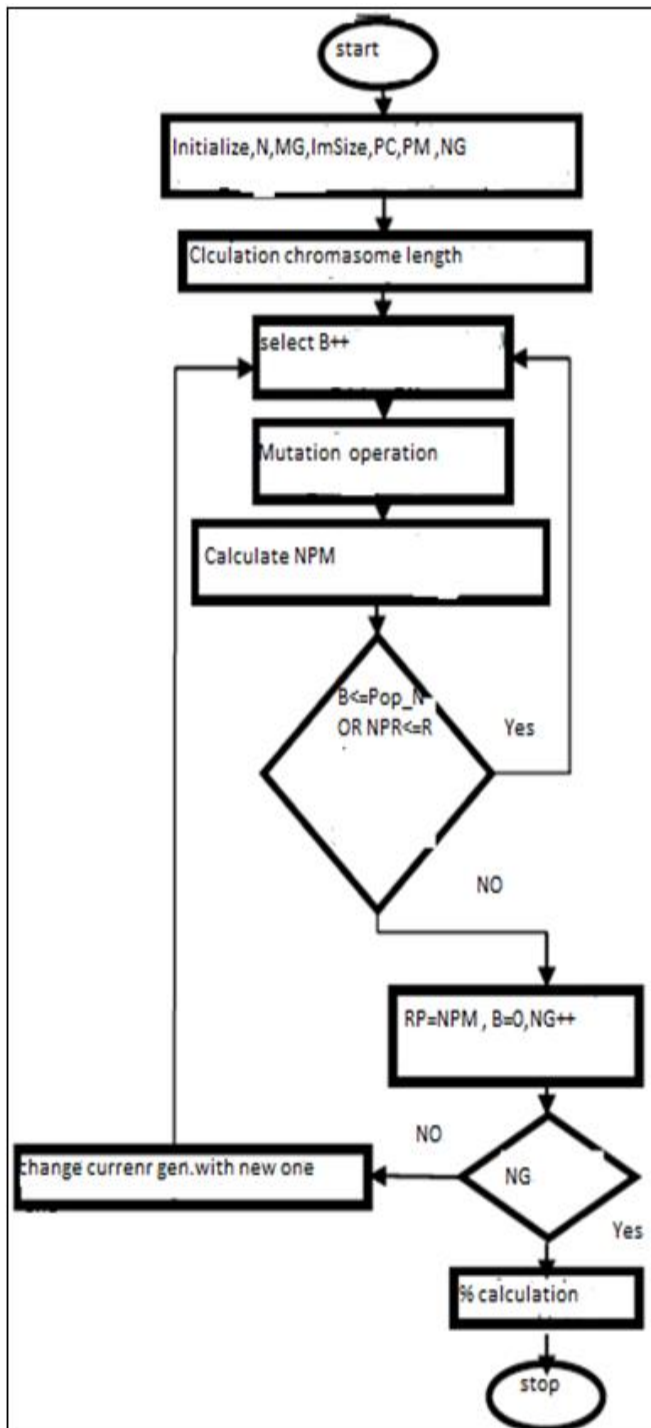 start
Initialize,N,MG,ImSize,PC,PM ,NG
Clculation chromasome length
select B++
Mutation operation
Calculate NPM
B<=Pop_N
OR NPR<=R
Yes
NO
RP=NPM , B=0,NG++
NO
change currenr gen.with new one
NG
Yes
% calculation
stop